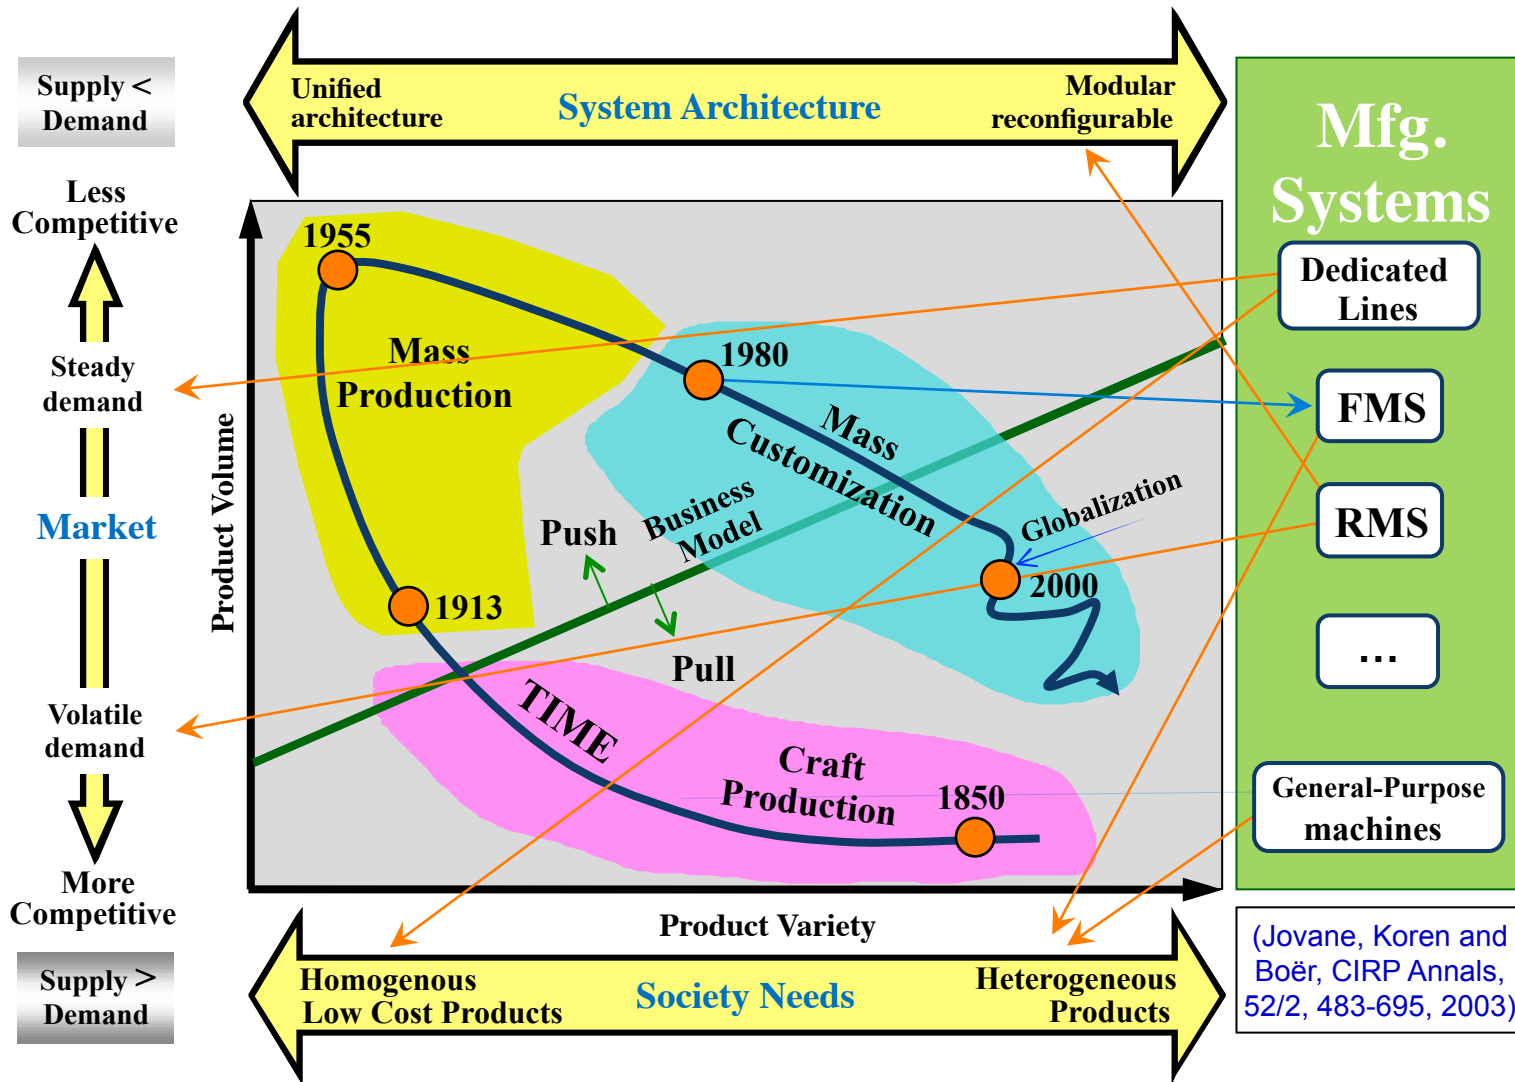 Supply <
Demand
Less
Competitive
Steady
demand
Market
Volatile
demand
More
Competitive
Supply >
Demand
Unified
architecture
System Architecture
Modular
reconfigurable
Product Volume
1955
Mass
Production
1980
Mass
Customization
Business
Model
Push
Pull
Globalization
2000
1913
TIME
Craft
Production
1850
Product Variety
Homogenous
Low Cost Products
Society Needs
Heterogeneous
Products
Mfg.
Systems
Dedicated
Lines
FMS
RMS
...
General-Purpose
machines
(Jovane, Koren and
Boër, CIRP Annals,
52/2, 483-695, 2003)